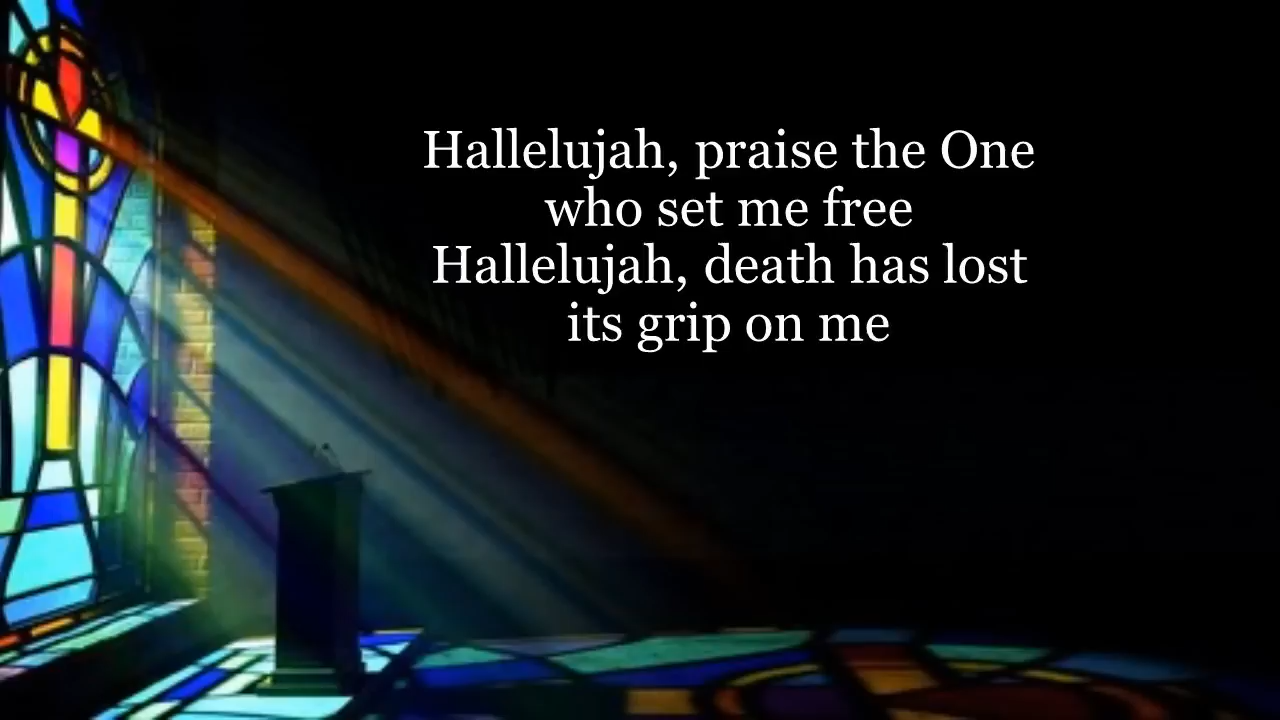 Hallelujah, praise the One
who set me free
Hallelujah, death has lost
its grip on me